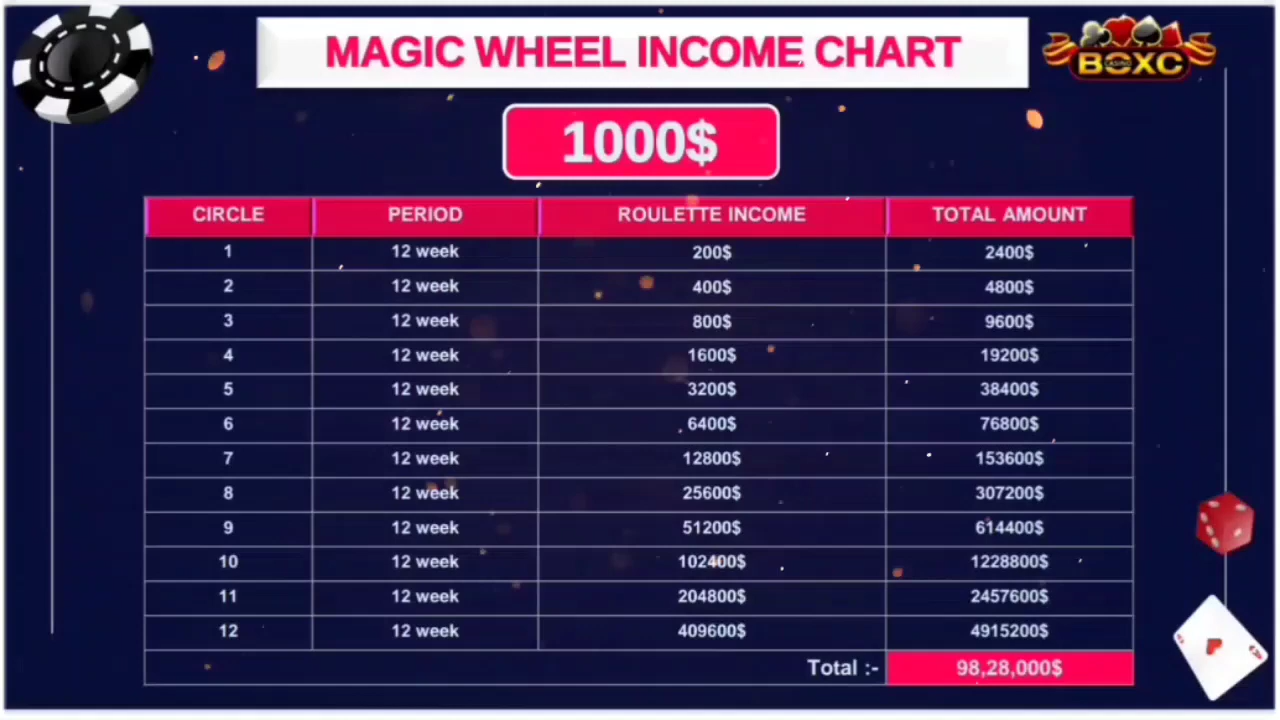 MAGIC WHEEL INCOME CHART
BCXC
CASINO
1000$
CIRCLE PERIOD ROULETTE INCOME TOTAL AMOUNT
1 12 week 200$ 2400$
2 12 week 400$ 4800$
3 12 week 800$ 9600$
4 12 week 1600$ 19200$
5 12 week 3200$ 38400$
6 12 week 6400$ 76800$
7 12 week 12800$ 153600$
8 12 week 25600$ 307200$
9 12 week 51200$ 614400$
10 12 week 102400$ 1228800$
11 12 week 204800$ 2457600$
12 12 week 409600$ 4915200$
Total :- 98,28,000$